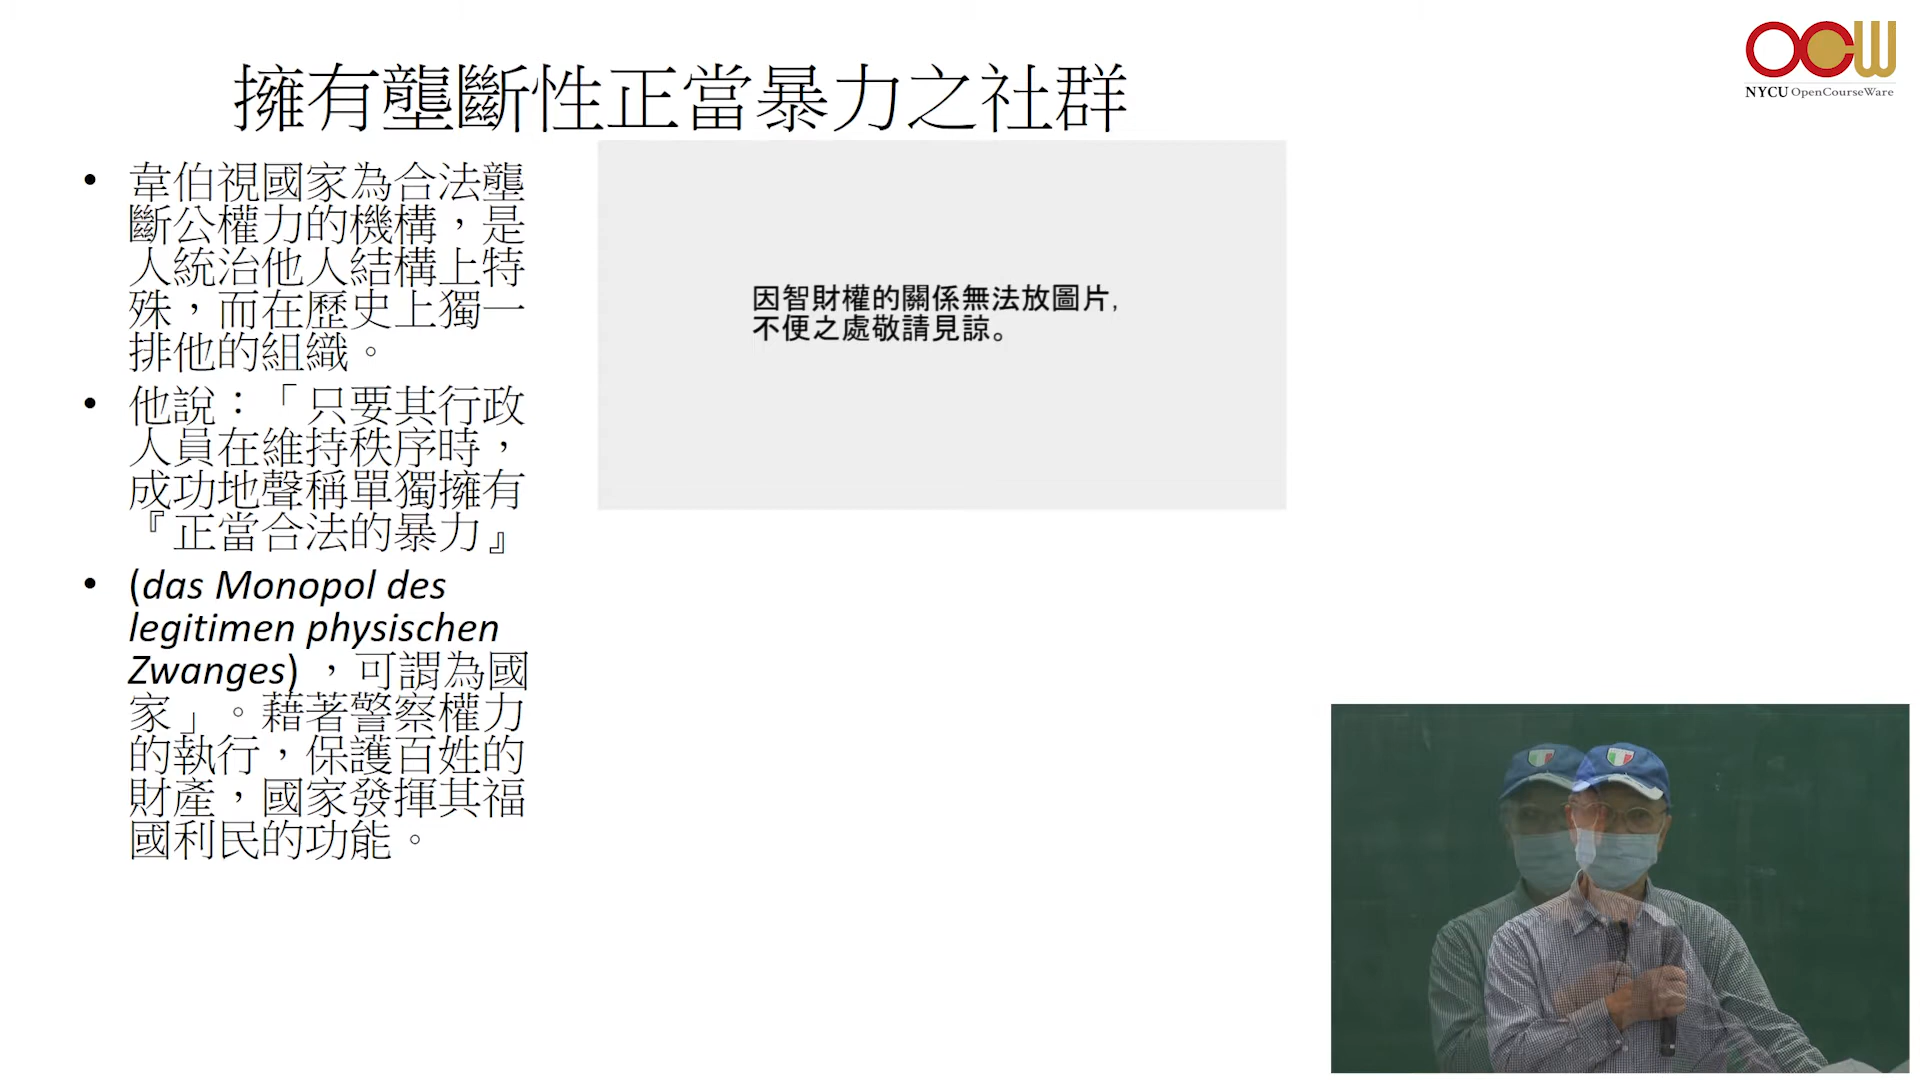 OCW
NYCU OpenCourseWare
擁有壟斷性正當暴力之社群
• 韋伯視國家為合法壟
斷公權力的機構，是
人統治他人結構上特
殊，而在歷史上獨一
排他的組織。
• 他說：「只要其行政
人員在維持秩序時，
成功地聲稱單獨擁有
『正當合法的暴力』
• (das Monopol des
legitimen physischen
Zwanges) ，可謂為國
家」。藉著警察權力
的執行，保護百姓的
財產，國家發揮其福
國利民的功能。
因智財權的關係無法放圖片,
不便之處敬請見諒。